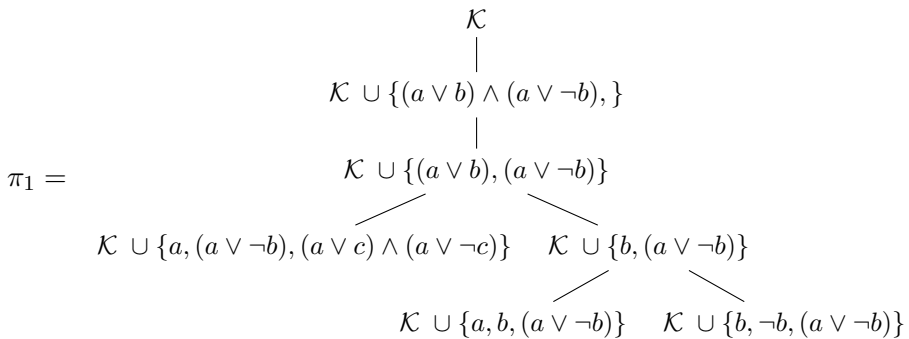 𝒦
𝒦 ∪ {(a ∨ b) ∧ (a ∨ ¬b), }
π₁ =
𝒦 ∪ {(a ∨ b), (a ∨ ¬b)}
𝒦 ∪ {a, (a ∨ ¬b), (a ∨ c) ∧ (a ∨ ¬c)} 𝒦 ∪ {b, (a ∨ ¬b)}
𝒦 ∪ {a, b, (a ∨ ¬b)} 𝒦 ∪ {b, ¬b, (a ∨ ¬b)}